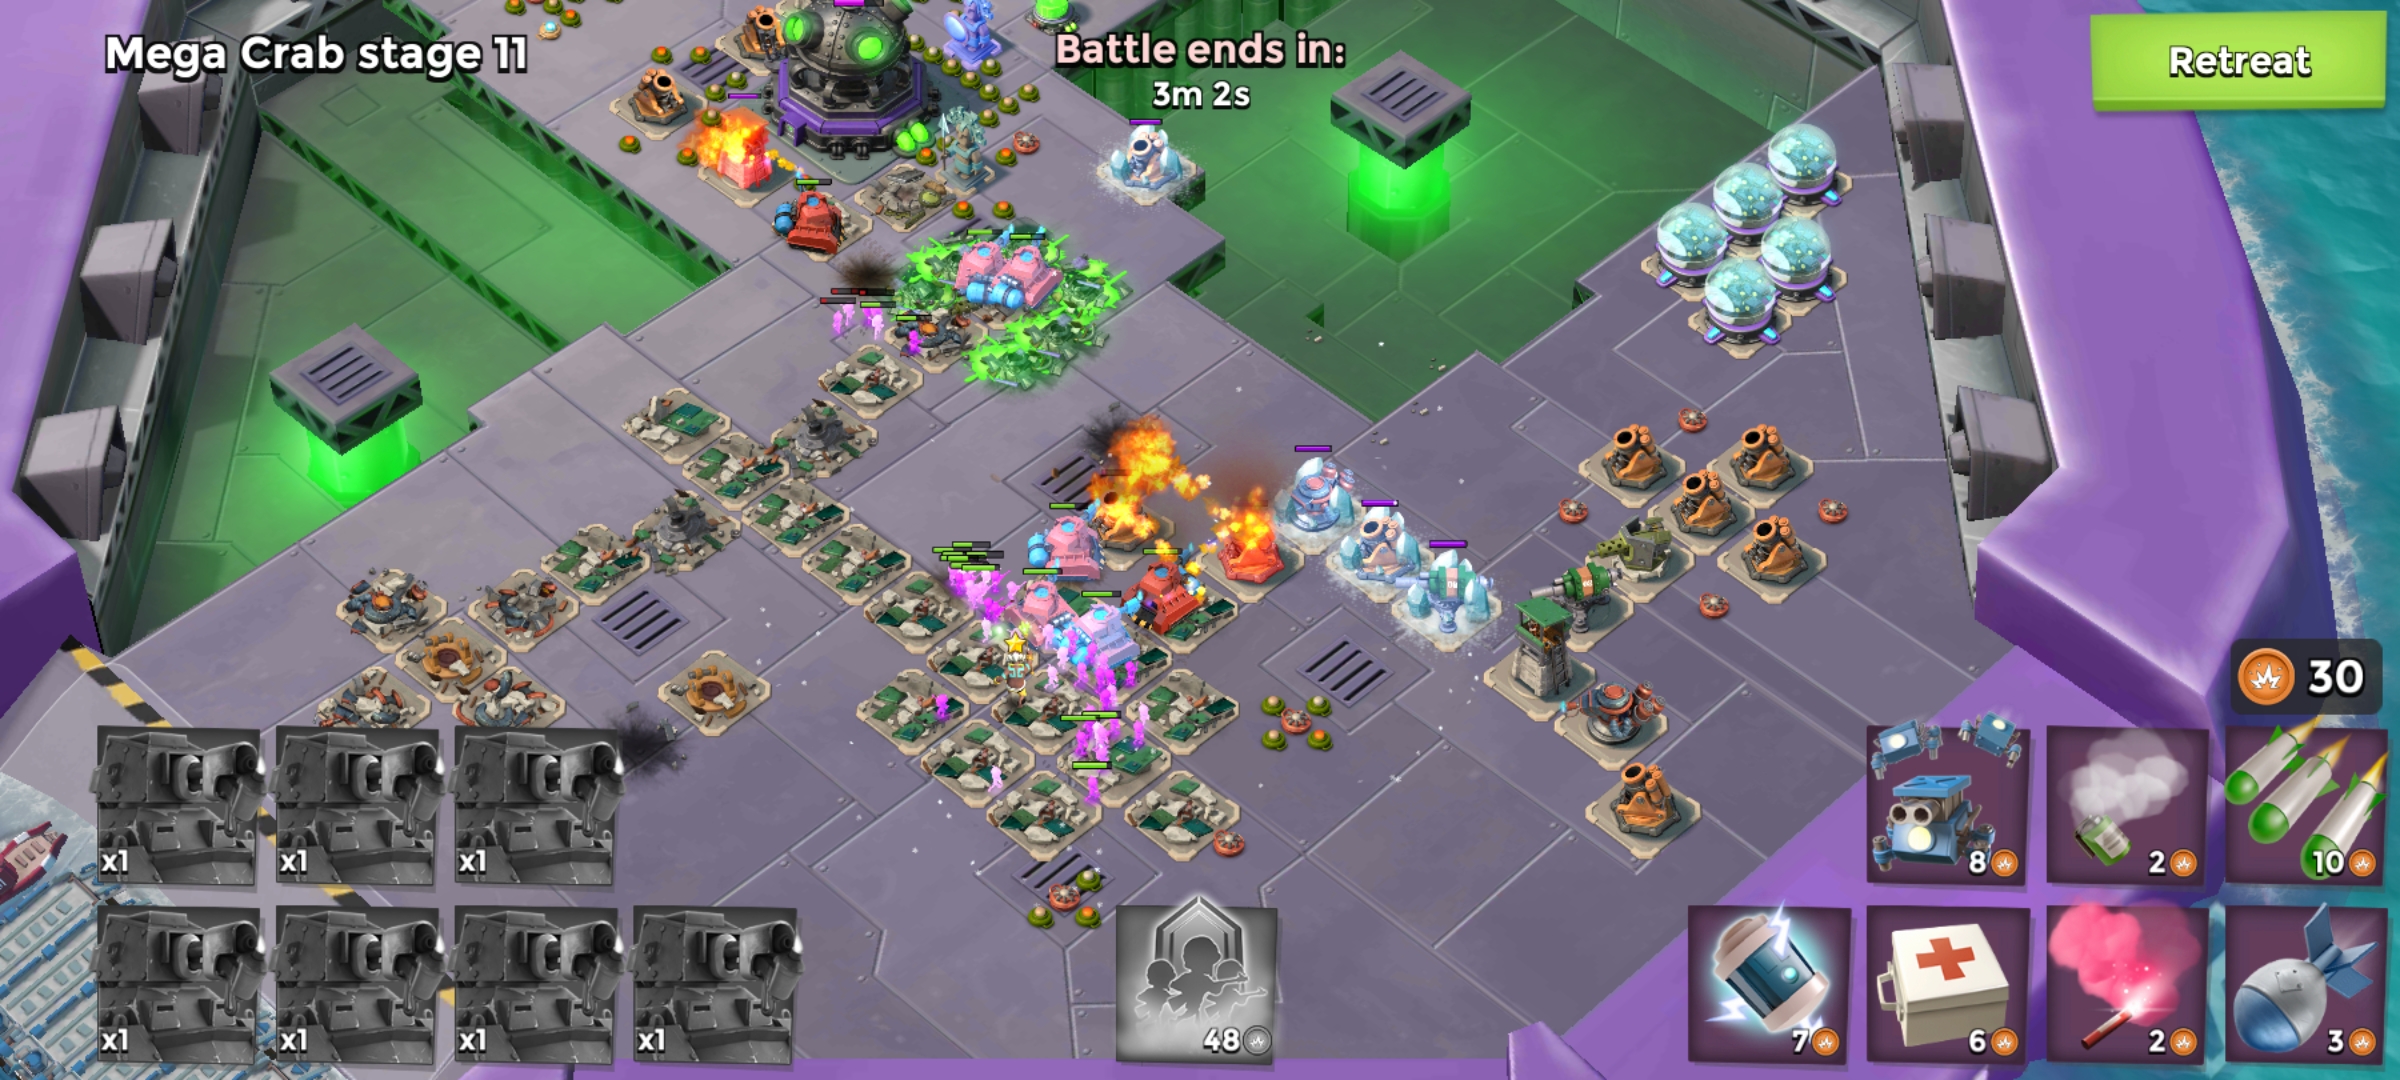 Mega Crab stage 11
Battle ends in:
3m 2s
Retreat
30
8
2
10
x1
x1
x1
x1
x1
x1
x1
48
7
6
2
3